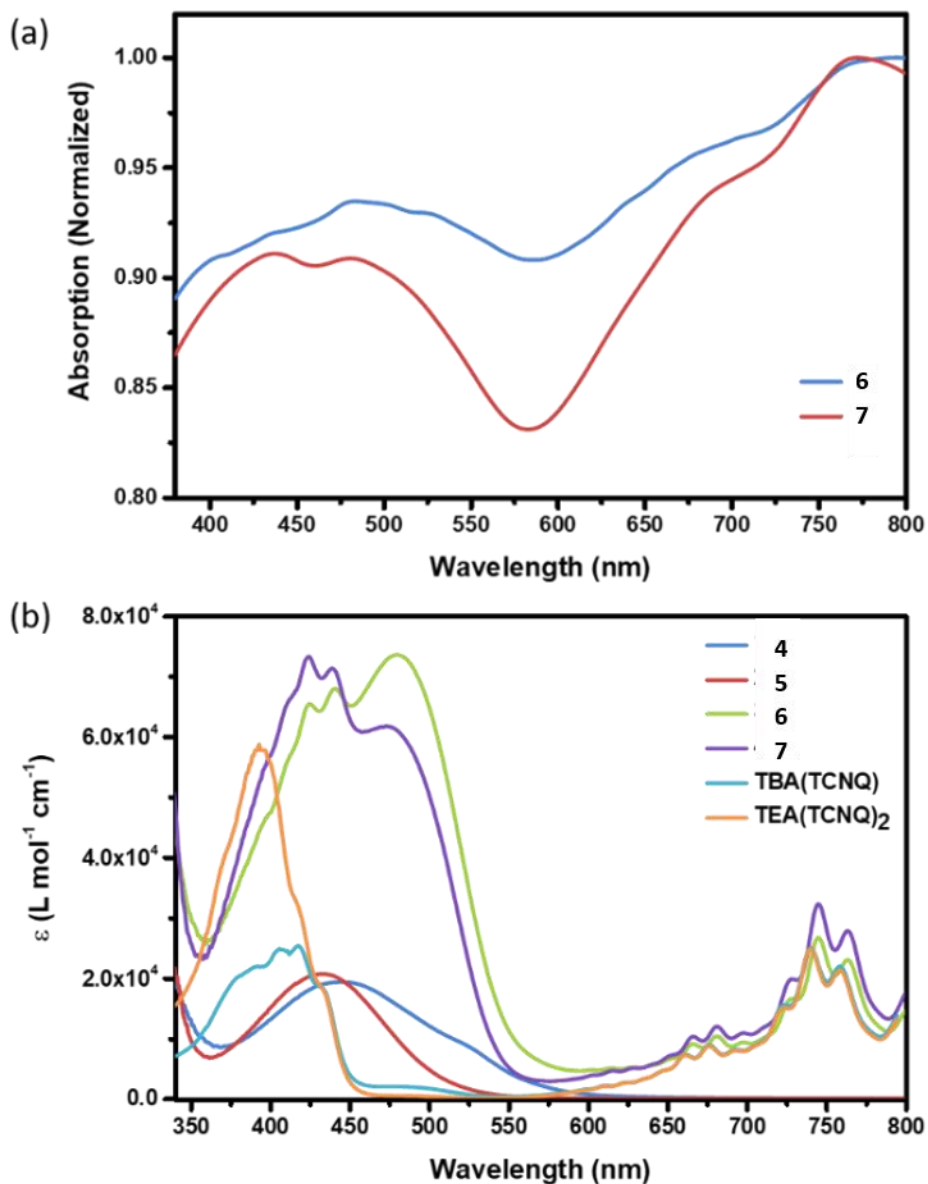 (a)
Absorption (Normalized)
1.00
0.95
0.90
0.85
0.80
6
7
400 450 500 550 600 650 700 750 800
Wavelength (nm)
(b)
ε (L mol⁻¹ cm⁻¹)
8.0x10⁴
6.0x10⁴
4.0x10⁴
2.0x10⁴
0.0
4
5
6
7
TBA(TCNQ)
TEA(TCNQ)₂
350 400 450 500 550 600 650 700 750 800
Wavelength (nm)